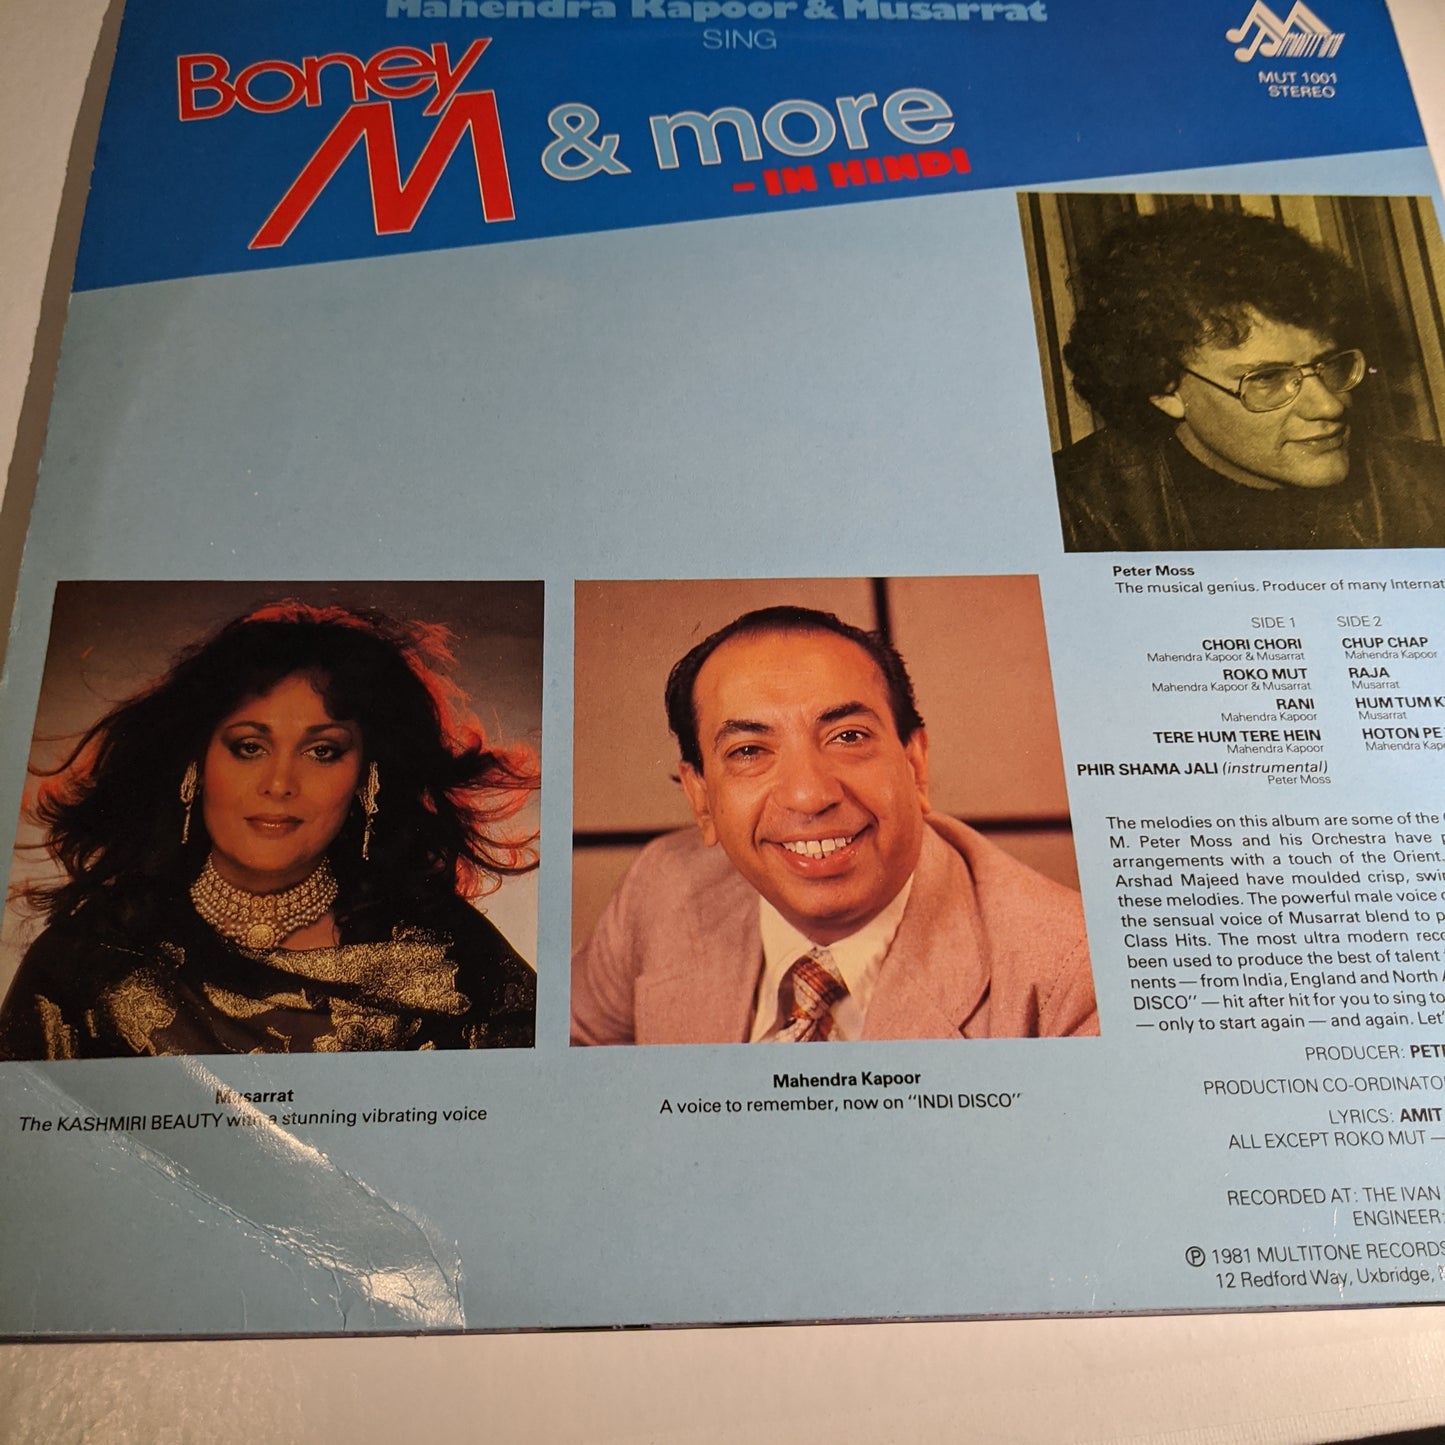 Mahendra Kapoor & Musarrat
SING
Boney M & more
- IN HINDI
MUT 1001
STEREO
Peter Moss
The musical genius. Producer of many
SIDE 1
CHORI CHORI
Mahendra Kapoor & Musarrat
ROKO MUT
Mahendra Kapoor & Musarrat
RANI
Mahendra Kapoor
TERE HUM TERE HEIN
Mahendra Kapoor
PHIR SHAMA JALI (instrumental)
Peter Moss
SIDE 2
CHUP CHAP
Mahendra Kapoor
RAJA
Musarrat
HUM TUM
Musarrat
HOTON PE
Mahendra
The melodies on this album are some of the
M. Peter Moss and his Orchestra have
arrangements with a touch of the Orient.
Arshad Majeed have moulded crisp,
these melodies. The powerful male voice
the sensual voice of Musarrat blend to
Class Hits. The most ultra modern
been used to produce the best of talent
nents — from India, England and North
DISCO" — hit after hit for you to sing to
— only to start again — and again.
PRODUCER:
PRODUCTION
LYRICS: AMIT
ALL EXCEPT ROKO MUT —
RECORDED AT: THE IVAN
ENGINEER:
℗ 1981 MULTITONE RECORDS
12 Redford Way, Uxbridge,
Musarrat
The KASHMIRI BEAUTY with a stunning vibrating voice
Mahendra Kapoor
A voice to remember, now on "INDI DISCO"